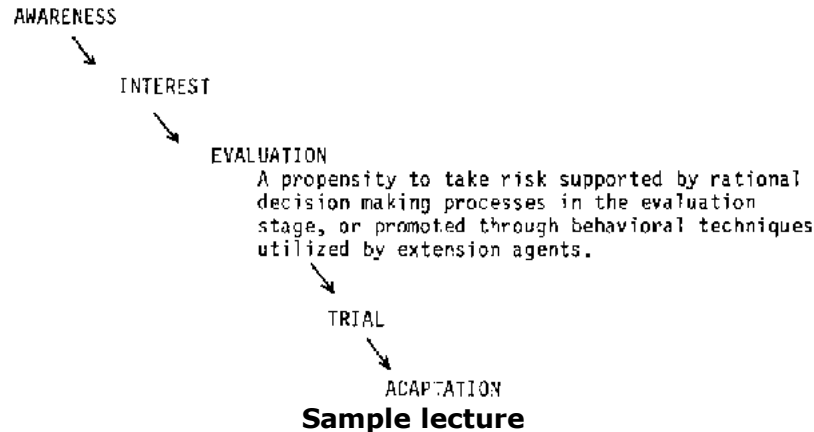 AWARENESS
INTEREST
EVALUATION
A propensity to take risk supported by rational
decision making processes in the evaluation
stage, or promoted through behavioral techniques
utilized by extension agents.
TRIAL
ADAPTATION
Sample lecture